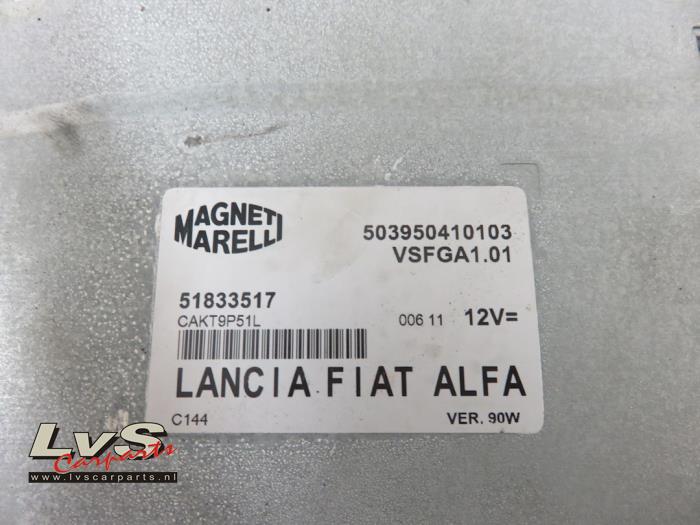 MAGNETI
MARELLI
503950410103
VSFGA1.01
51833517
CAKT9P51L
006 11 12V=
LANCIA FIAT ALFA
C144
VER. 90W
LvS
Carparts
www.lvscarparts.nl